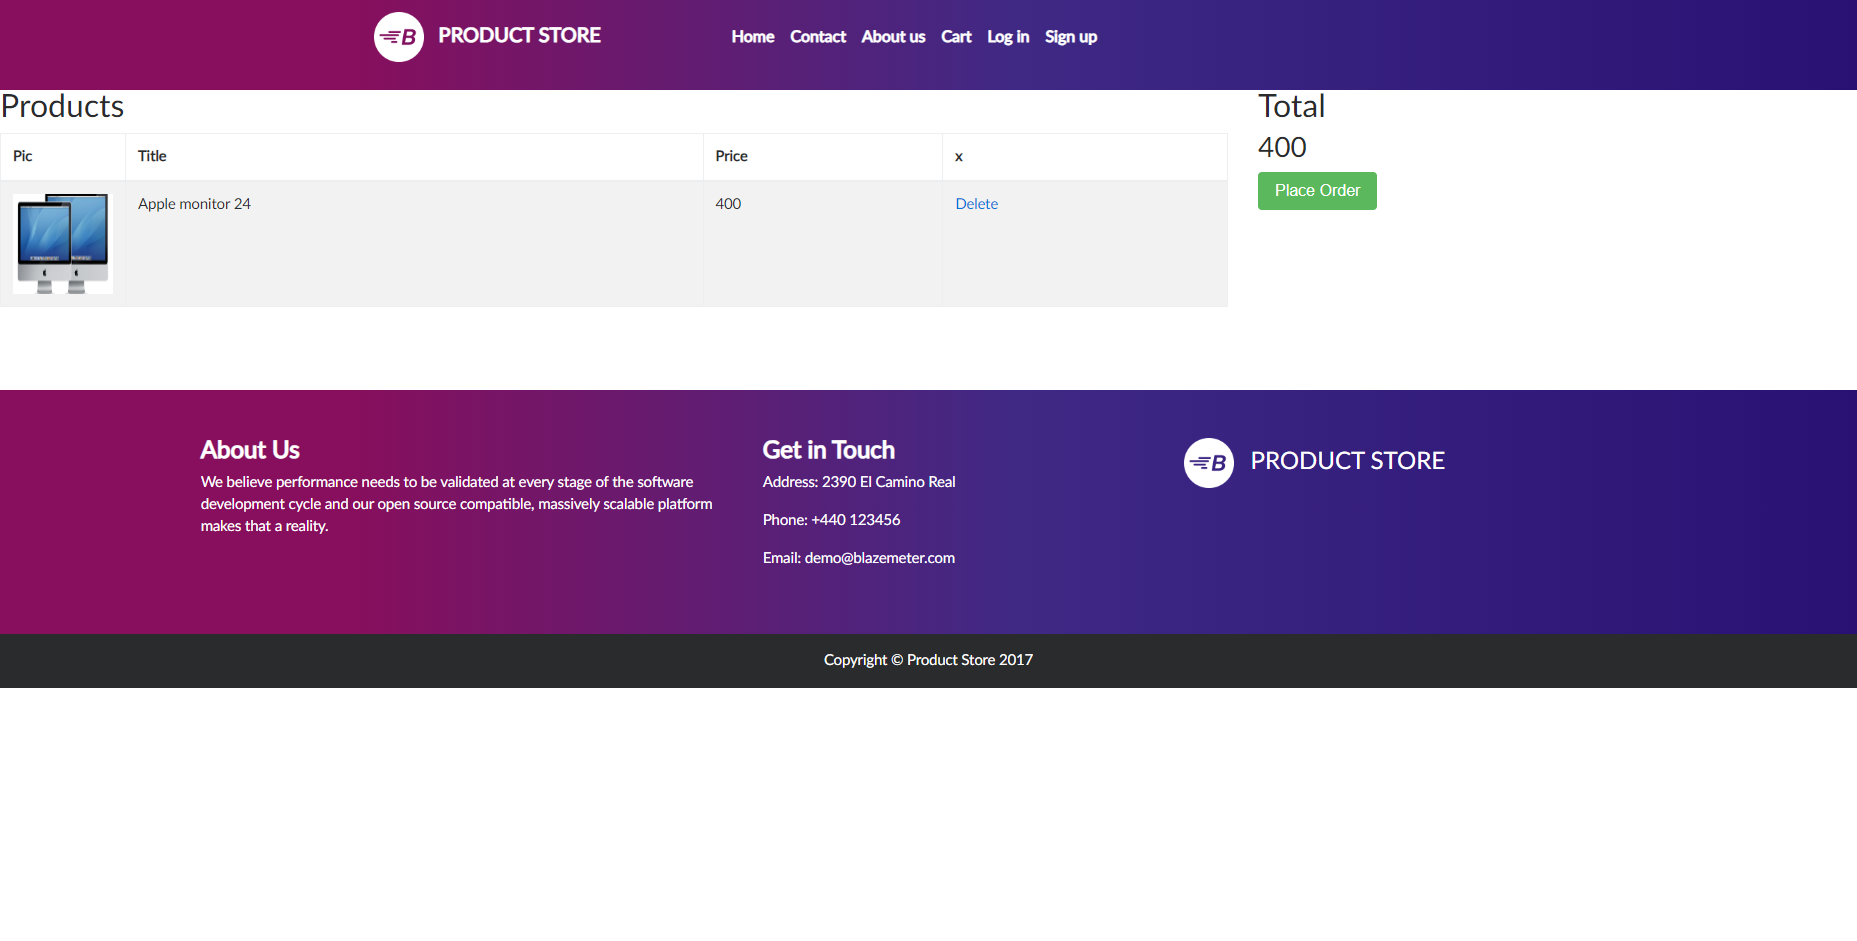 B PRODUCT STORE Home Contact About us Cart Log in Sign up
Products
Pic Title Price x
Apple monitor 24 400 Delete
Total
400
Place Order
About Us
We believe performance needs to be validated at every stage of the software
development cycle and our open source compatible, massively scalable platform
makes that a reality.
Get in Touch
Address: 2390 El Camino Real
Phone: +440 123456
Email: demo@blazemeter.com
B PRODUCT STORE
Copyright © Product Store 2017